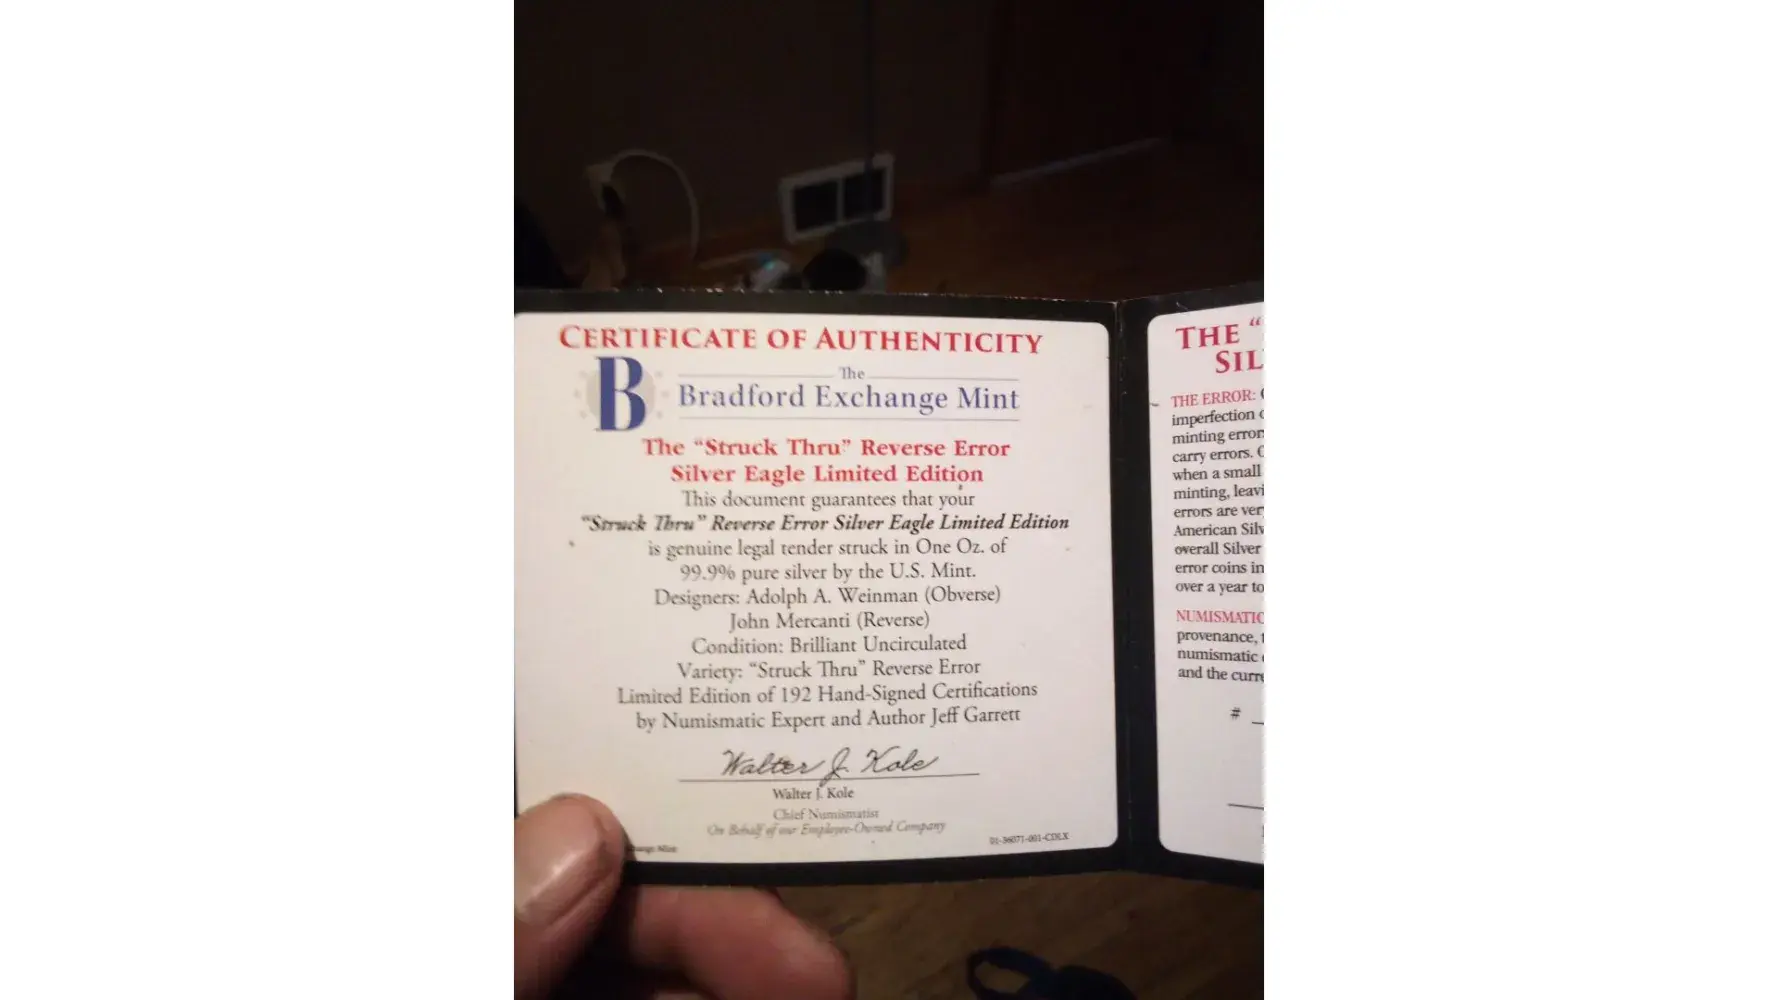 CERTIFICATE OF AUTHENTICITY
B
The
Bradford Exchange Mint
The “Struck Thru” Reverse Error
Silver Eagle Limited Edition
This document guarantees that your
“Struck Thru” Reverse Error Silver Eagle Limited Edition
is genuine legal tender struck in One Oz. of
99.9% pure silver by the U.S. Mint.
Designers: Adolph A. Weinman (Obverse)
John Mercanti (Reverse)
Condition: Brilliant Uncirculated
Variety: “Struck Thru” Reverse Error
Limited Edition of 192 Hand-Signed Certifications
by Numismatic Expert and Author Jeff Garrett
Walter J. Kole
Walter J. Kole
Chief Numismatist
On Behalf of our Employee-Owned Company
Mint
01-36071-001-CDLX
THE “
SIL
THE ERROR:
imperfection
minting error
carry errors.
when a small
minting, leavi
errors are ver
American Silv
overall Silver
error coins in
over a year to
NUMISMATIC
provenance,
numismatic
and the curre
#